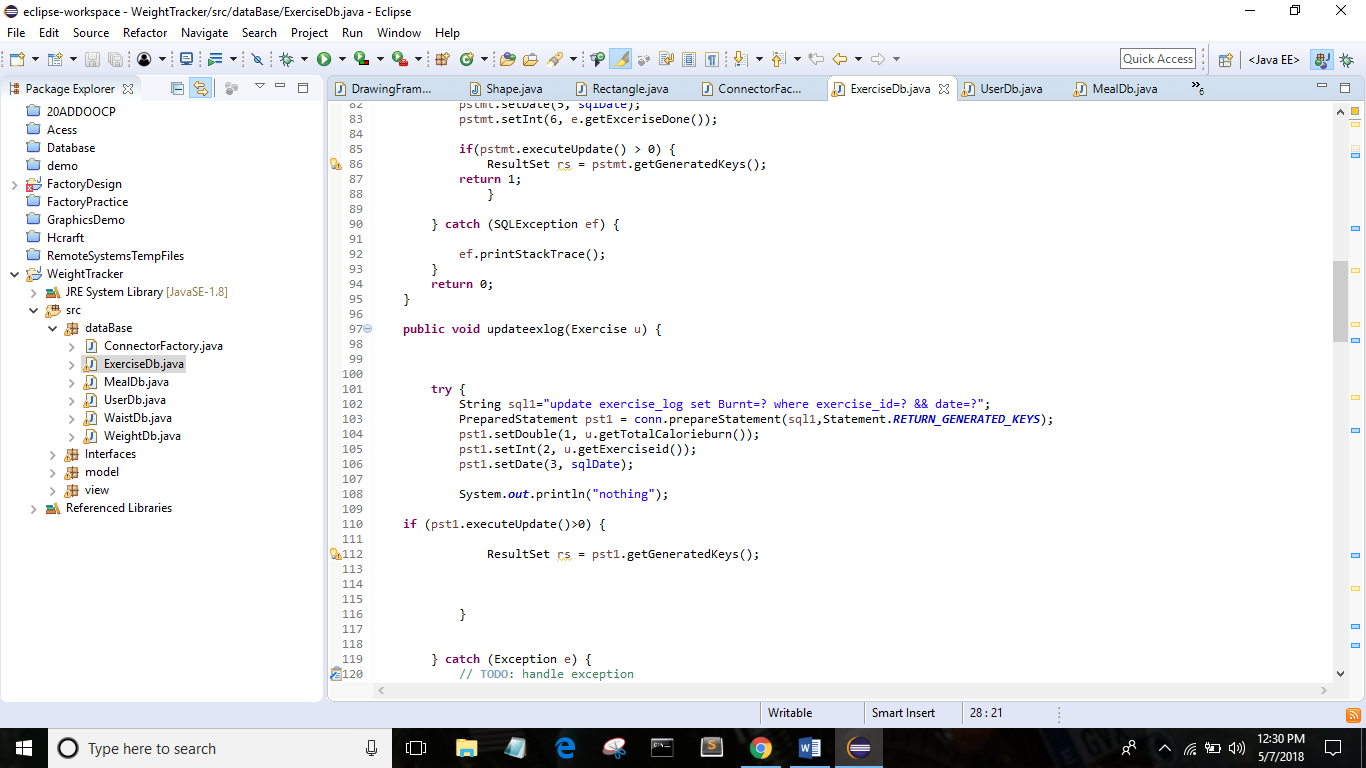 eclipse-workspace - WeightTracker/src/dataBase/ExerciseDb.java - Eclipse
File Edit Source Refactor Navigate Search Project Run Window Help
Quick Access
<Java EE>
Package Explorer
DrawingFram...
Shape.java
Rectangle.java
ConnectorFac...
ExerciseDb.java
UserDb.java
MealDb.java
»6
20ADDOOCP
Acess
Database
demo
FactoryDesign
FactoryPractice
GraphicsDemo
Hcrarft
RemoteSystemsTempFiles
WeightTracker
JRE System Library [JavaSE-1.8]
src
dataBase
ConnectorFactory.java
ExerciseDb.java
MealDb.java
UserDb.java
WaistDb.java
WeightDb.java
Interfaces
model
view
Referenced Libraries
82 pstmt.setDate(5, sqlDate);
83 pstmt.setInt(6, e.getExceriseDone());
84
85 if(pstmt.executeUpdate() > 0) {
86 ResultSet rs = pstmt.getGeneratedKeys();
87 return 1;
88 }
89
90 } catch (SQLException ef) {
91
92 ef.printStackTrace();
93 }
94 return 0;
95 }
96
97 public void updateexlog(Exercise u) {
98
99
100
101 try {
102 String sql1="update exercise_log set Burnt=? where exercise_id=? && date=?";
103 PreparedStatement pst1 = conn.prepareStatement(sql1,Statement.RETURN_GENERATED_KEYS);
104 pst1.setDouble(1, u.getTotalCalorieburn());
105 pst1.setInt(2, u.getExerciseid());
106 pst1.setDate(3, sqlDate);
107
108 System.out.println("nothing");
109
110 if (pst1.executeUpdate()>0) {
111
112 ResultSet rs = pst1.getGeneratedKeys();
113
114
115
116 }
117
118
119 } catch (Exception e) {
120 // TODO: handle exception
Writable
Smart Insert
28 : 21
Type here to search
12:30 PM
5/7/2018